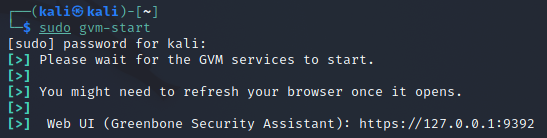 ┌──(kali㉿kali)-[~]
└─$ sudo gvm-start
[sudo] password for kali:
[>] Please wait for the GVM services to start.
[>]
[>] You might need to refresh your browser once it opens.
[>]
[>]  Web UI (Greenbone Security Assistant): https://127.0.0.1:9392